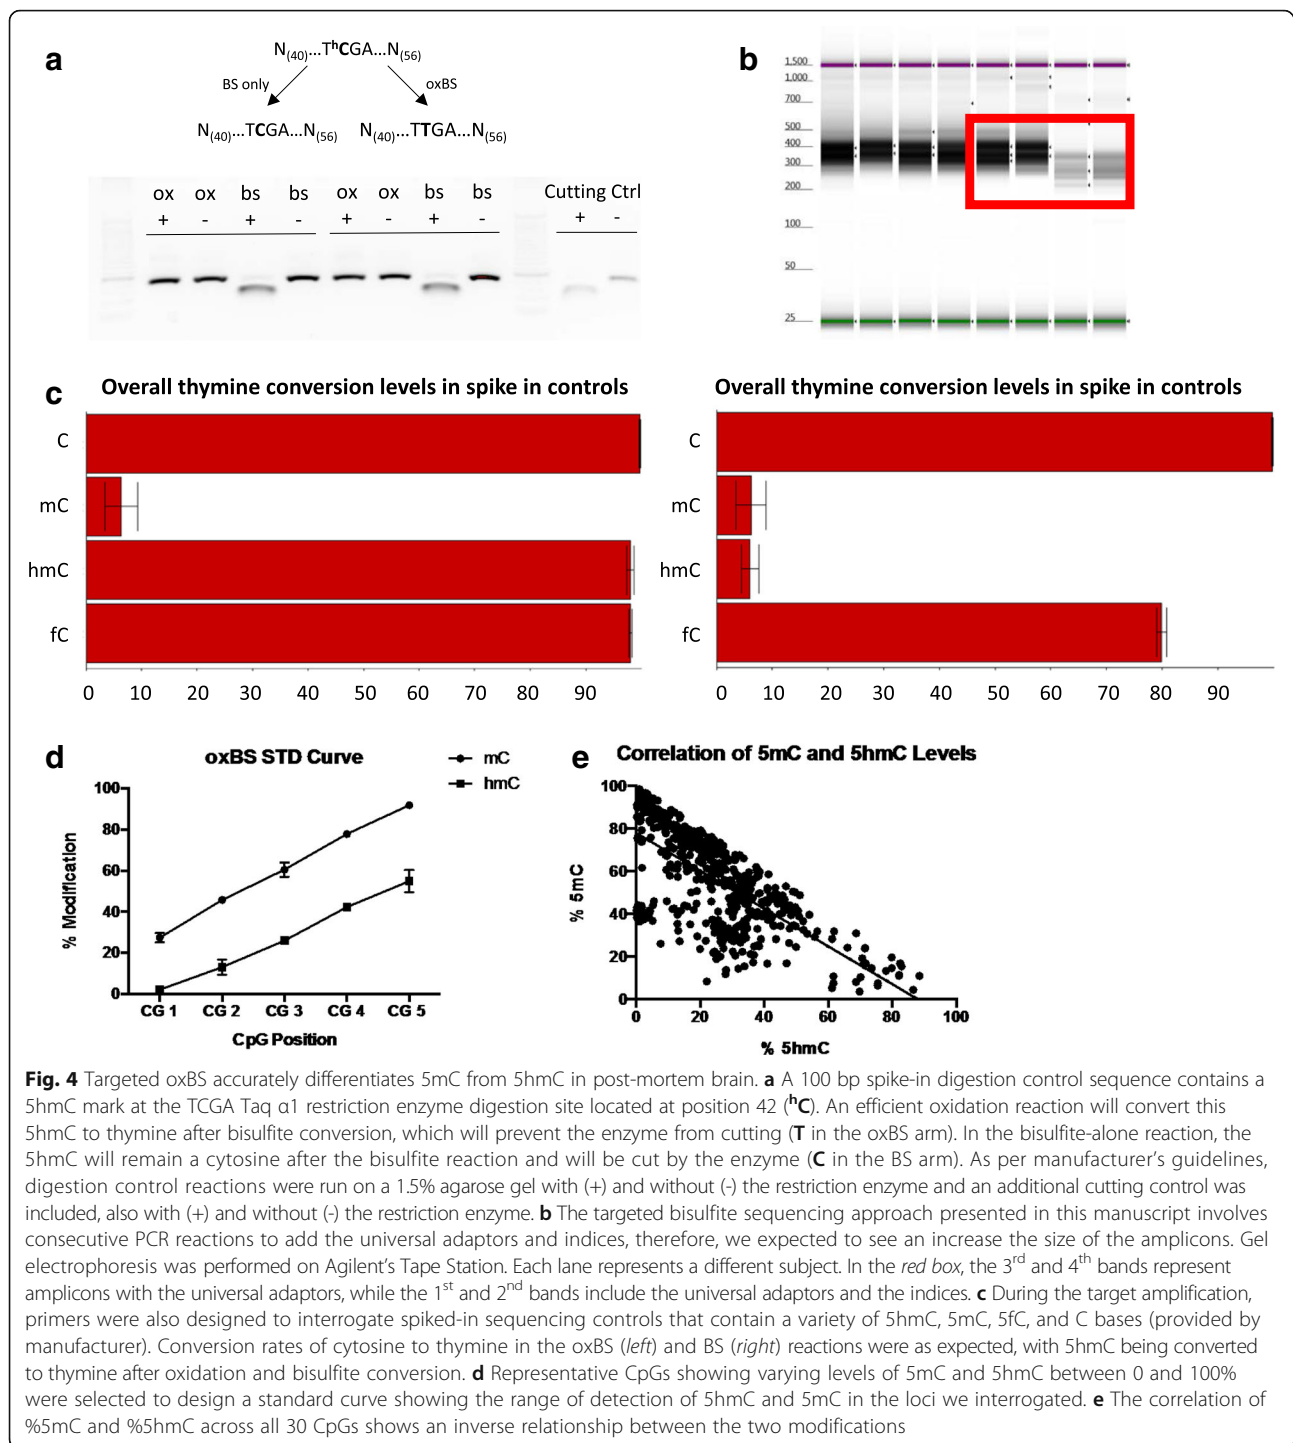 a
N(40)...ThCGA...N(56)
BS only
oxBS
N(40)...TCGA...N(56)
N(40)...TTGA...N(56)
ox ox bs bs ox ox bs bs Cutting Ctrl
+ - + - + - + - + -
b
1,500
1,000
700
500
400
300
200
100
50
25
c
Overall thymine conversion levels in spike in controls
C
mC
hmC
fC
0 10 20 30 40 50 60 70 80 90
Overall thymine conversion levels in spike in controls
C
mC
hmC
fC
0 10 20 30 40 50 60 70 80 90
d
oxBS STD Curve
mC
hmC
100
80
60
40
20
0
% Modification
CG 1 CG 2 CG 3 CG 4 CG 5
CpG Position
e
Correlation of 5mC and 5hmC Levels
100
80
60
40
20
0
% 5mC
0 20 40 60 80 100
% 5hmC
Fig. 4 Targeted oxBS accurately differentiates 5mC from 5hmC in post-mortem brain. a A 100 bp spike-in digestion control sequence contains a
5hmC mark at the TCGA Taq α1 restriction enzyme digestion site located at position 42 (hC). An efficient oxidation reaction will convert this
5hmC to thymine after bisulfite conversion, which will prevent the enzyme from cutting (T in the oxBS arm). In the bisulfite-alone reaction, the
5hmC will remain a cytosine after the bisulfite reaction and will be cut by the enzyme (C in the BS arm). As per manufacturer's guidelines,
digestion control reactions were run on a 1.5% agarose gel with (+) and without (-) the restriction enzyme and an additional cutting control was
included, also with (+) and without (-) the restriction enzyme. b The targeted bisulfite sequencing approach presented in this manuscript involves
consecutive PCR reactions to add the universal adaptors and indices, therefore, we expected to see an increase the size of the amplicons. Gel
electrophoresis was performed on Agilent's Tape Station. Each lane represents a different subject. In the red box, the 3rd and 4th bands represent
amplicons with the universal adaptors, while the 1st and 2nd bands include the universal adaptors and the indices. c During the target amplification,
primers were also designed to interrogate spiked-in sequencing controls that contain a variety of 5hmC, 5mC, 5fC, and C bases (provided by
manufacturer). Conversion rates of cytosine to thymine in the oxBS (left) and BS (right) reactions were as expected, with 5hmC being converted
to thymine after oxidation and bisulfite conversion. d Representative CpGs showing varying levels of 5mC and 5hmC between 0 and 100%
were selected to design a standard curve showing the range of detection of 5hmC and 5mC in the loci we interrogated. e The correlation of
%5mC and %5hmC across all 30 CpGs shows an inverse relationship between the two modifications